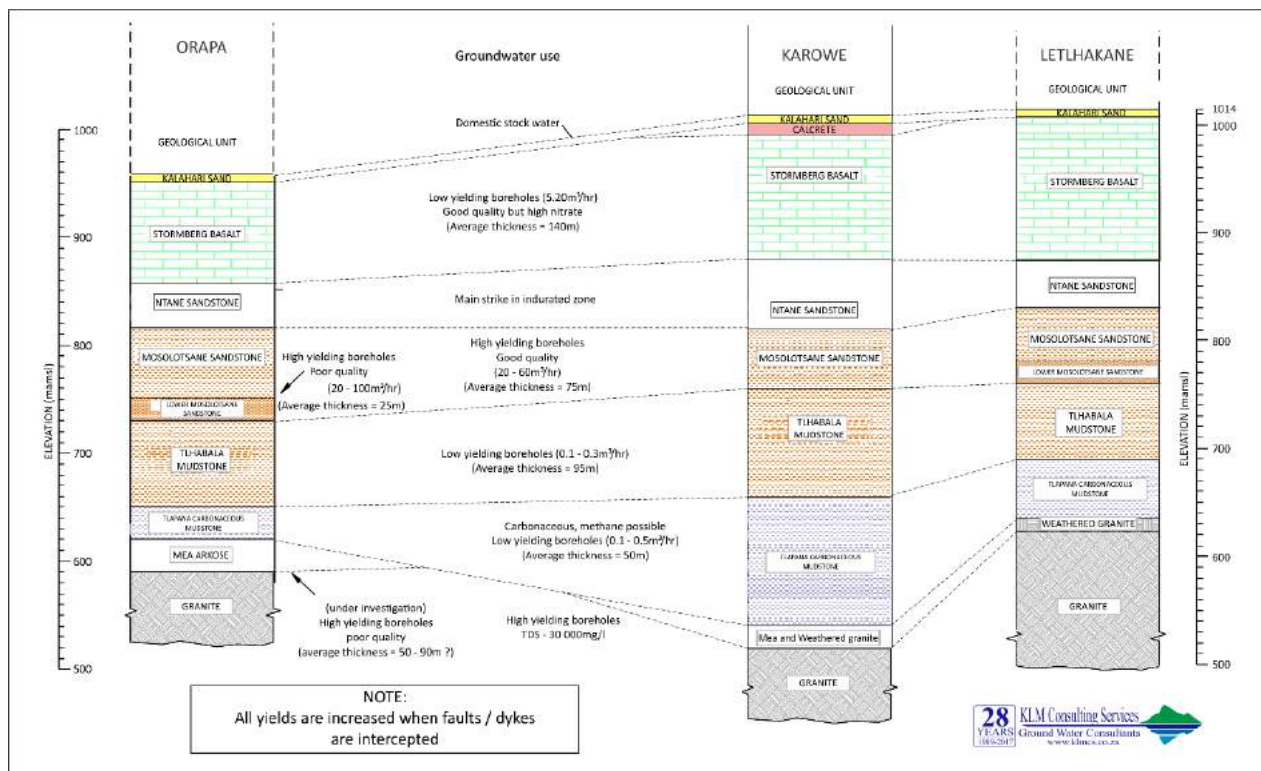 ORAPA
Groundwater use
KAROWE
LETLHAKANE
GEOLOGICAL UNIT
GEOLOGICAL UNIT
GEOLOGICAL UNIT
1000
900
800
700
600
500
ELEVATION (mamsl)
KALAHARI SAND
STORMBERG BASALT
NTANE SANDSTONE
MOSOLOTSANE SANDSTONE
LOWER MOSOLOTSANE
SANDSTONE
TLHABALA
MUDSTONE
TLAPANA CARBONACEOUS
MUDSTONE
MEA ARKOSE
GRANITE
Domestic stock water
Low yielding boreholes (5.20m³/hr)
Good quality but high nitrate
(Average thickness = 140m)
Main strike in indurated zone
High yielding boreholes
Poor quality
(20 - 100m³/hr)
(Average thickness = 25m)
High yielding boreholes
Good quality
(20 - 60m³/hr)
(Average thickness = 75m)
Low yielding boreholes (0.1 - 0.3m³/hr)
(Average thickness = 95m)
Carbonaceous, methane possible
Low yielding boreholes (0.1 - 0.5m³/hr)
(Average thickness = 50m)
(under investigation)
High yielding boreholes
poor quality
(average thickness = 50 - 90m ?)
High yielding boreholes
TDS - 30 000mg/l
KALAHARI SAND
CALCRETE
STORMBERG BASALT
NTANE SANDSTONE
MOSOLOTSANE SANDSTONE
TLHABALA
MUDSTONE
TLAPANA CARBONACEOUS
MUDSTONE
Mea and Weathered granite
GRANITE
KALAHARI SAND
STORMBERG BASALT
NTANE SANDSTONE
MOSOLOTSANE SANDSTONE
LOWER MOSOLOTSANE SANDSTONE
TLHABALA
MUDSTONE
TLAPANA CARBONACEOUS
MUDSTONE
WEATHERED GRANITE
GRANITE
1014
1000
900
800
700
600
500
ELEVATION (mamsl)
NOTE:
All yields are increased when faults / dykes
are intercepted
28
YEARS
1989-2017
KLM Consulting Services
Ground Water Consultants
www.klmcs.co.za